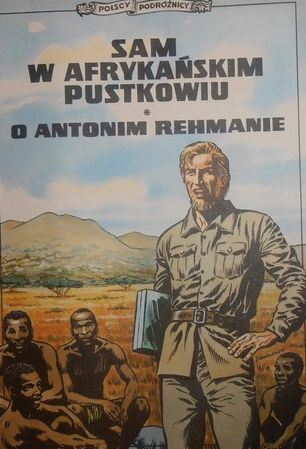 POLSCY PODRÓŻNICY
SAM
W AFRYKAŃSKIM
PUSTKOWIU
*
O ANTONIM REHMANIE